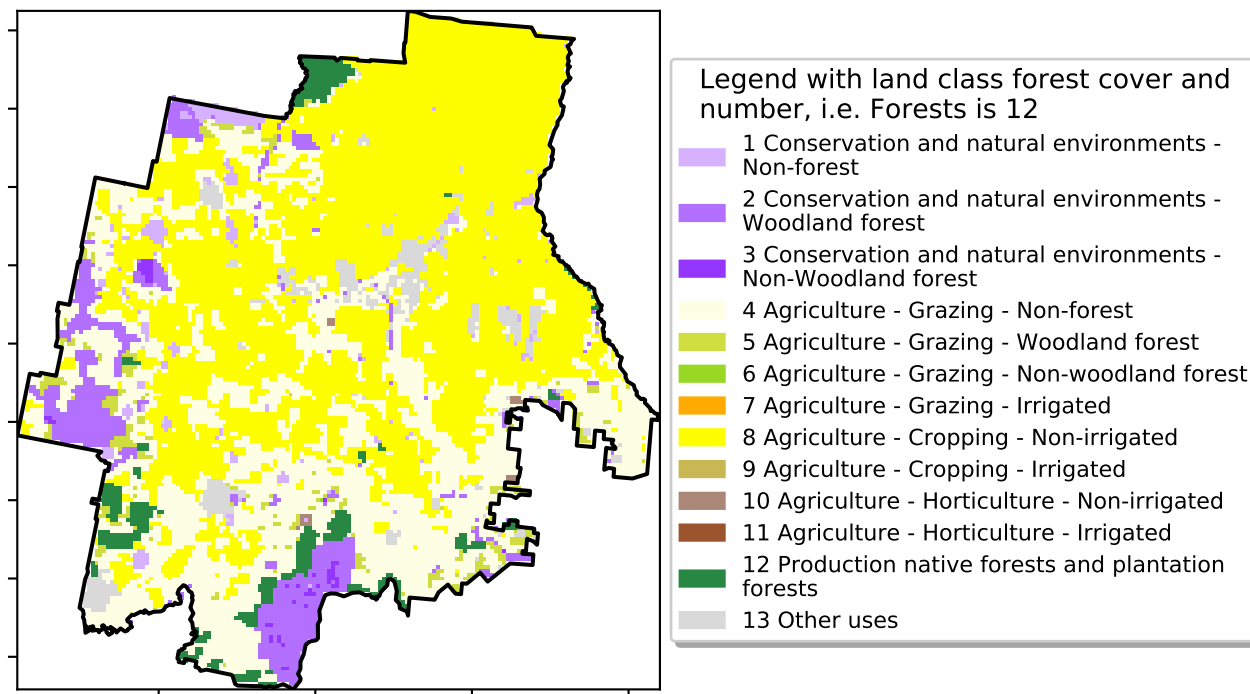 Legend with land class forest cover and
number, i.e. Forests is 12
1 Conservation and natural environments -
Non-forest
2 Conservation and natural environments -
Woodland forest
3 Conservation and natural environments -
Non-Woodland forest
4 Agriculture - Grazing - Non-forest
5 Agriculture - Grazing - Woodland forest
6 Agriculture - Grazing - Non-woodland forest
7 Agriculture - Grazing - Irrigated
8 Agriculture - Cropping - Non-irrigated
9 Agriculture - Cropping - Irrigated
10 Agriculture - Horticulture - Non-irrigated
11 Agriculture - Horticulture - Irrigated
12 Production native forests and plantation
forests
13 Other uses